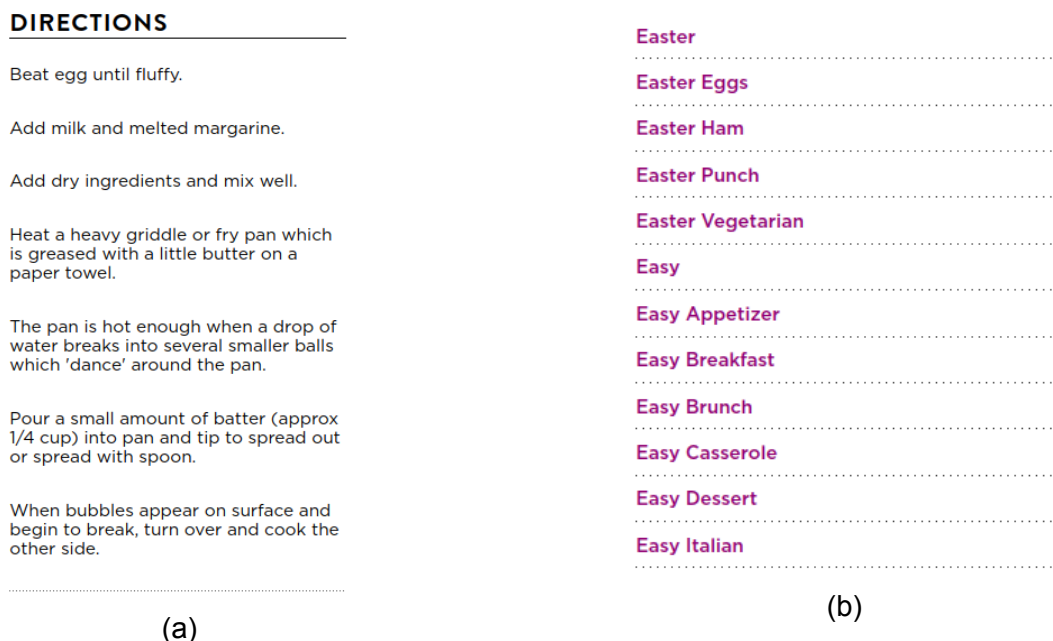 DIRECTIONS
Beat egg until fluffy.
Add milk and melted margarine.
Add dry ingredients and mix well.
Heat a heavy griddle or fry pan which
is greased with a little butter on a
paper towel.
The pan is hot enough when a drop of
water breaks into several smaller balls
which 'dance' around the pan.
Pour a small amount of batter (approx
1/4 cup) into pan and tip to spread out
or spread with spoon.
When bubbles appear on surface and
begin to break, turn over and cook the
other side.
(a)
Easter
Easter Eggs
Easter Ham
Easter Punch
Easter Vegetarian
Easy
Easy Appetizer
Easy Breakfast
Easy Brunch
Easy Casserole
Easy Dessert
Easy Italian
(b)